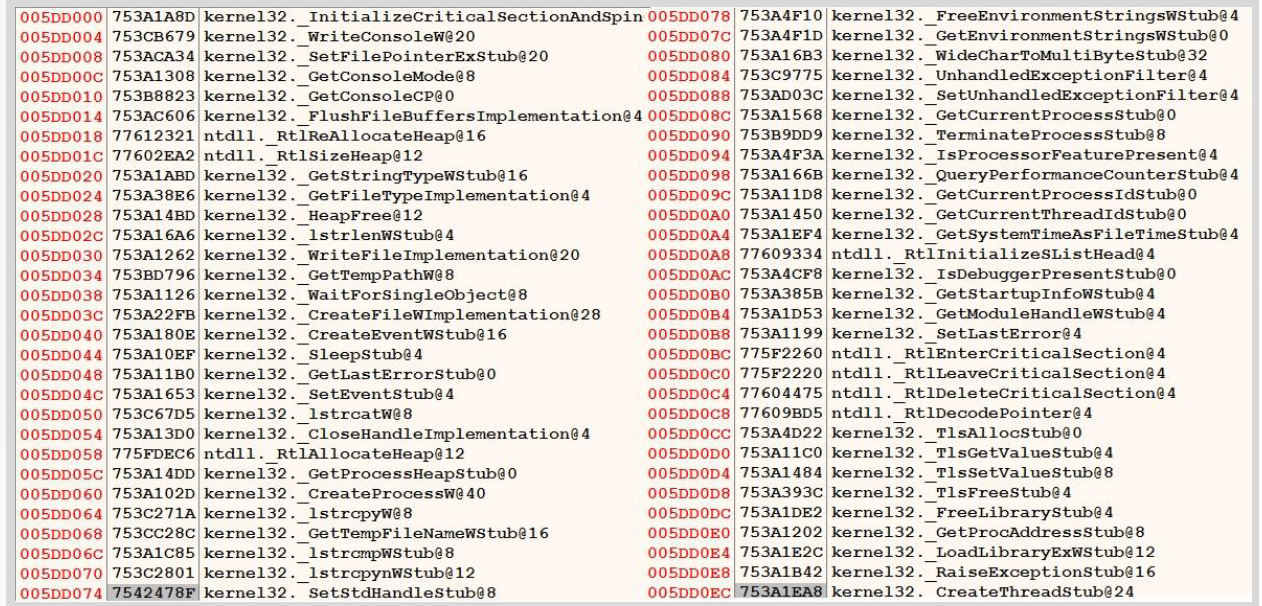 005DD000 753A1A8D kernel32._InitializeCriticalSectionAndSpin
005DD004 753CB679 kernel32._WriteConsoleW@20
005DD008 753ACA34 kernel32._SetFilePointerExStub@20
005DD00C 753A1308 kernel32._GetConsoleMode@8
005DD010 753B8823 kernel32._GetConsoleCP@0
005DD014 753AC606 kernel32._FlushFileBuffersImplementation@4
005DD018 77612321 ntdll._RtlReAllocateHeap@16
005DD01C 77602EA2 ntdll._RtlSizeHeap@12
005DD020 753A1ABD kernel32._GetStringTypeWStub@16
005DD024 753A38E6 kernel32._GetFileTypeImplementation@4
005DD028 753A14BD kernel32._HeapFree@12
005DD02C 753A16A6 kernel32._lstrlenWStub@4
005DD030 753A1262 kernel32._WriteFileImplementation@20
005DD034 753BD796 kernel32._GetTempPathW@8
005DD038 753A1126 kernel32._WaitForSingleObject@8
005DD03C 753A22FB kernel32._CreateFileWImplementation@28
005DD040 753A180E kernel32._CreateEventWStub@16
005DD044 753A10EF kernel32._SleepStub@4
005DD048 753A11B0 kernel32._GetLastErrorStub@0
005DD04C 753A1653 kernel32._SetEventStub@4
005DD050 753C67D5 kernel32._lstrcatW@8
005DD054 753A13D0 kernel32._CloseHandleImplementation@4
005DD058 775FDEC6 ntdll._RtlAllocateHeap@12
005DD05C 753A14DD kernel32._GetProcessHeapStub@0
005DD060 753A102D kernel32._CreateProcessW@40
005DD064 753C271A kernel32._lstrcpyW@8
005DD068 753CC28C kernel32._GetTempFileNameWStub@16
005DD06C 753A1C85 kernel32._lstrcmpWStub@8
005DD070 753C2801 kernel32._lstrcpynWStub@12
005DD074 7542478F kernel32._SetStdHandleStub@8
005DD078 753A4F10 kernel32._FreeEnvironmentStringsWStub@4
005DD07C 753A4F1D kernel32._GetEnvironmentStringsWStub@0
005DD080 753A16B3 kernel32._WideCharToMultiByteStub@32
005DD084 753C9775 kernel32._UnhandledExceptionFilter@4
005DD088 753AD03C kernel32._SetUnhandledExceptionFilter@4
005DD08C 753A1568 kernel32._GetCurrentProcessStub@0
005DD090 753B9DD9 kernel32._TerminateProcessStub@8
005DD094 753A4F3A kernel32._IsProcessorFeaturePresent@4
005DD098 753A166B kernel32._QueryPerformanceCounterStub@4
005DD09C 753A11D8 kernel32._GetCurrentProcessIdStub@0
005DD0A0 753A1450 kernel32._GetCurrentThreadIdStub@0
005DD0A4 753A1EF4 kernel32._GetSystemTimeAsFileTimeStub@4
005DD0A8 77609334 ntdll._RtlInitializeSListHead@4
005DD0AC 753A4CF8 kernel32._IsDebuggerPresentStub@0
005DD0B0 753A385B kernel32._GetStartupInfoWStub@4
005DD0B4 753A1D53 kernel32._GetModuleHandleWStub@4
005DD0B8 753A1199 kernel32._SetLastError@4
005DD0BC 775F2260 ntdll._RtlEnterCriticalSection@4
005DD0C0 775F2220 ntdll._RtlLeaveCriticalSection@4
005DD0C4 77604475 ntdll._RtlDeleteCriticalSection@4
005DD0C8 77609BD5 ntdll._RtlDecodePointer@4
005DD0CC 753A4D22 kernel32._TlsAllocStub@0
005DD0D0 753A11C0 kernel32._TlsGetValueStub@4
005DD0D4 753A1484 kernel32._TlsSetValueStub@8
005DD0D8 753A393C kernel32._TlsFreeStub@4
005DD0DC 753A1DE2 kernel32._FreeLibraryStub@4
005DD0E0 753A1202 kernel32._GetProcAddressStub@8
005DD0E4 753A1E2C kernel32._LoadLibraryExWStub@12
005DD0E8 753A1B42 kernel32._RaiseExceptionStub@16
005DD0EC 753A1EA8 kernel32._CreateThreadStub@24